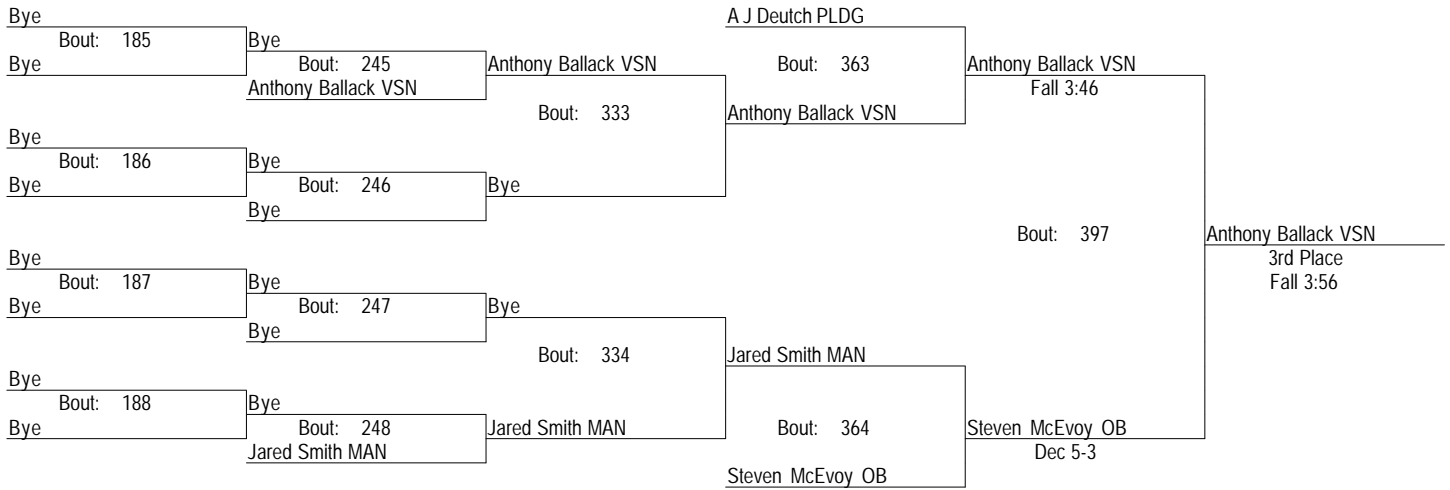 Bye
A J Deutch PLDG
Bout: 185
Bye
Bye
Bout: 245
Anthony Ballack VSN
Bout: 363
Anthony Ballack VSN
Anthony Ballack VSN
Fall 3:46
Bout: 333
Anthony Ballack VSN
Bye
Bout: 186
Bye
Bye
Bout: 246
Bye
Bye
Bout: 397
Anthony Ballack VSN
Bye
3rd Place
Bout: 187
Bye
Fall 3:56
Bye
Bout: 247
Bye
Bye
Bout: 334
Jared Smith MAN
Bye
Bout: 188
Bye
Bye
Bout: 248
Jared Smith MAN
Bout: 364
Steven McEvoy OB
Jared Smith MAN
Dec 5-3
Steven McEvoy OB